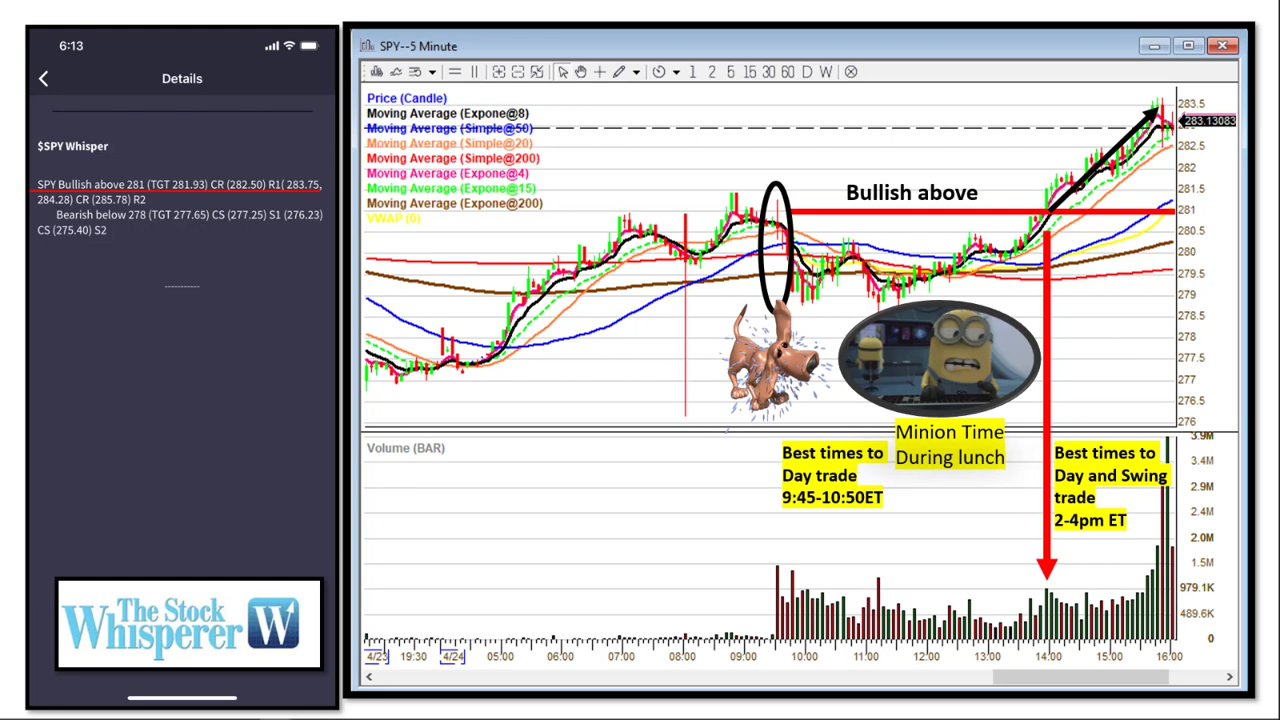 6:13
Details
$SPY Whisper
SPY Bullish above 281 (TGT 281.93) CR (282.50) R1( 283.75,
284.28) CR (285.78) R2
Bearish below 278 (TGT 277.65) CS (277.25) S1 (276.23)
CS (275.40) S2
-----------
The Stock
Whisperer
W
SPY--5 Minute
1 2 5 15 30 60 D W
Price (Candle)
Moving Average (Expone@8)
Moving Average (Simple@50)
Moving Average (Simple@20)
Moving Average (Simple@200)
Moving Average (Expone@4)
Moving Average (Expone@15)
Moving Average (Expone@200)
VWAP (0)
Bullish above
283.5
283.13083
282.5
282
281.5
281
280.5
280
279.5
279
278.5
278
277.5
277
276.5
276
Minion Time
During lunch
Volume (BAR)
Best times to
Day trade
9:45-10:50ET
Best times to
Day and Swing
trade
2-4pm ET
3.9M
3.4M
2.9M
2.4M
2.0M
1.5M
979.1K
489.6K
0
4/23 19:30 4/24 05:00 06:00 07:00 08:00 09:00 10:00 11:00 12:00 13:00 14:00 15:00 16:00